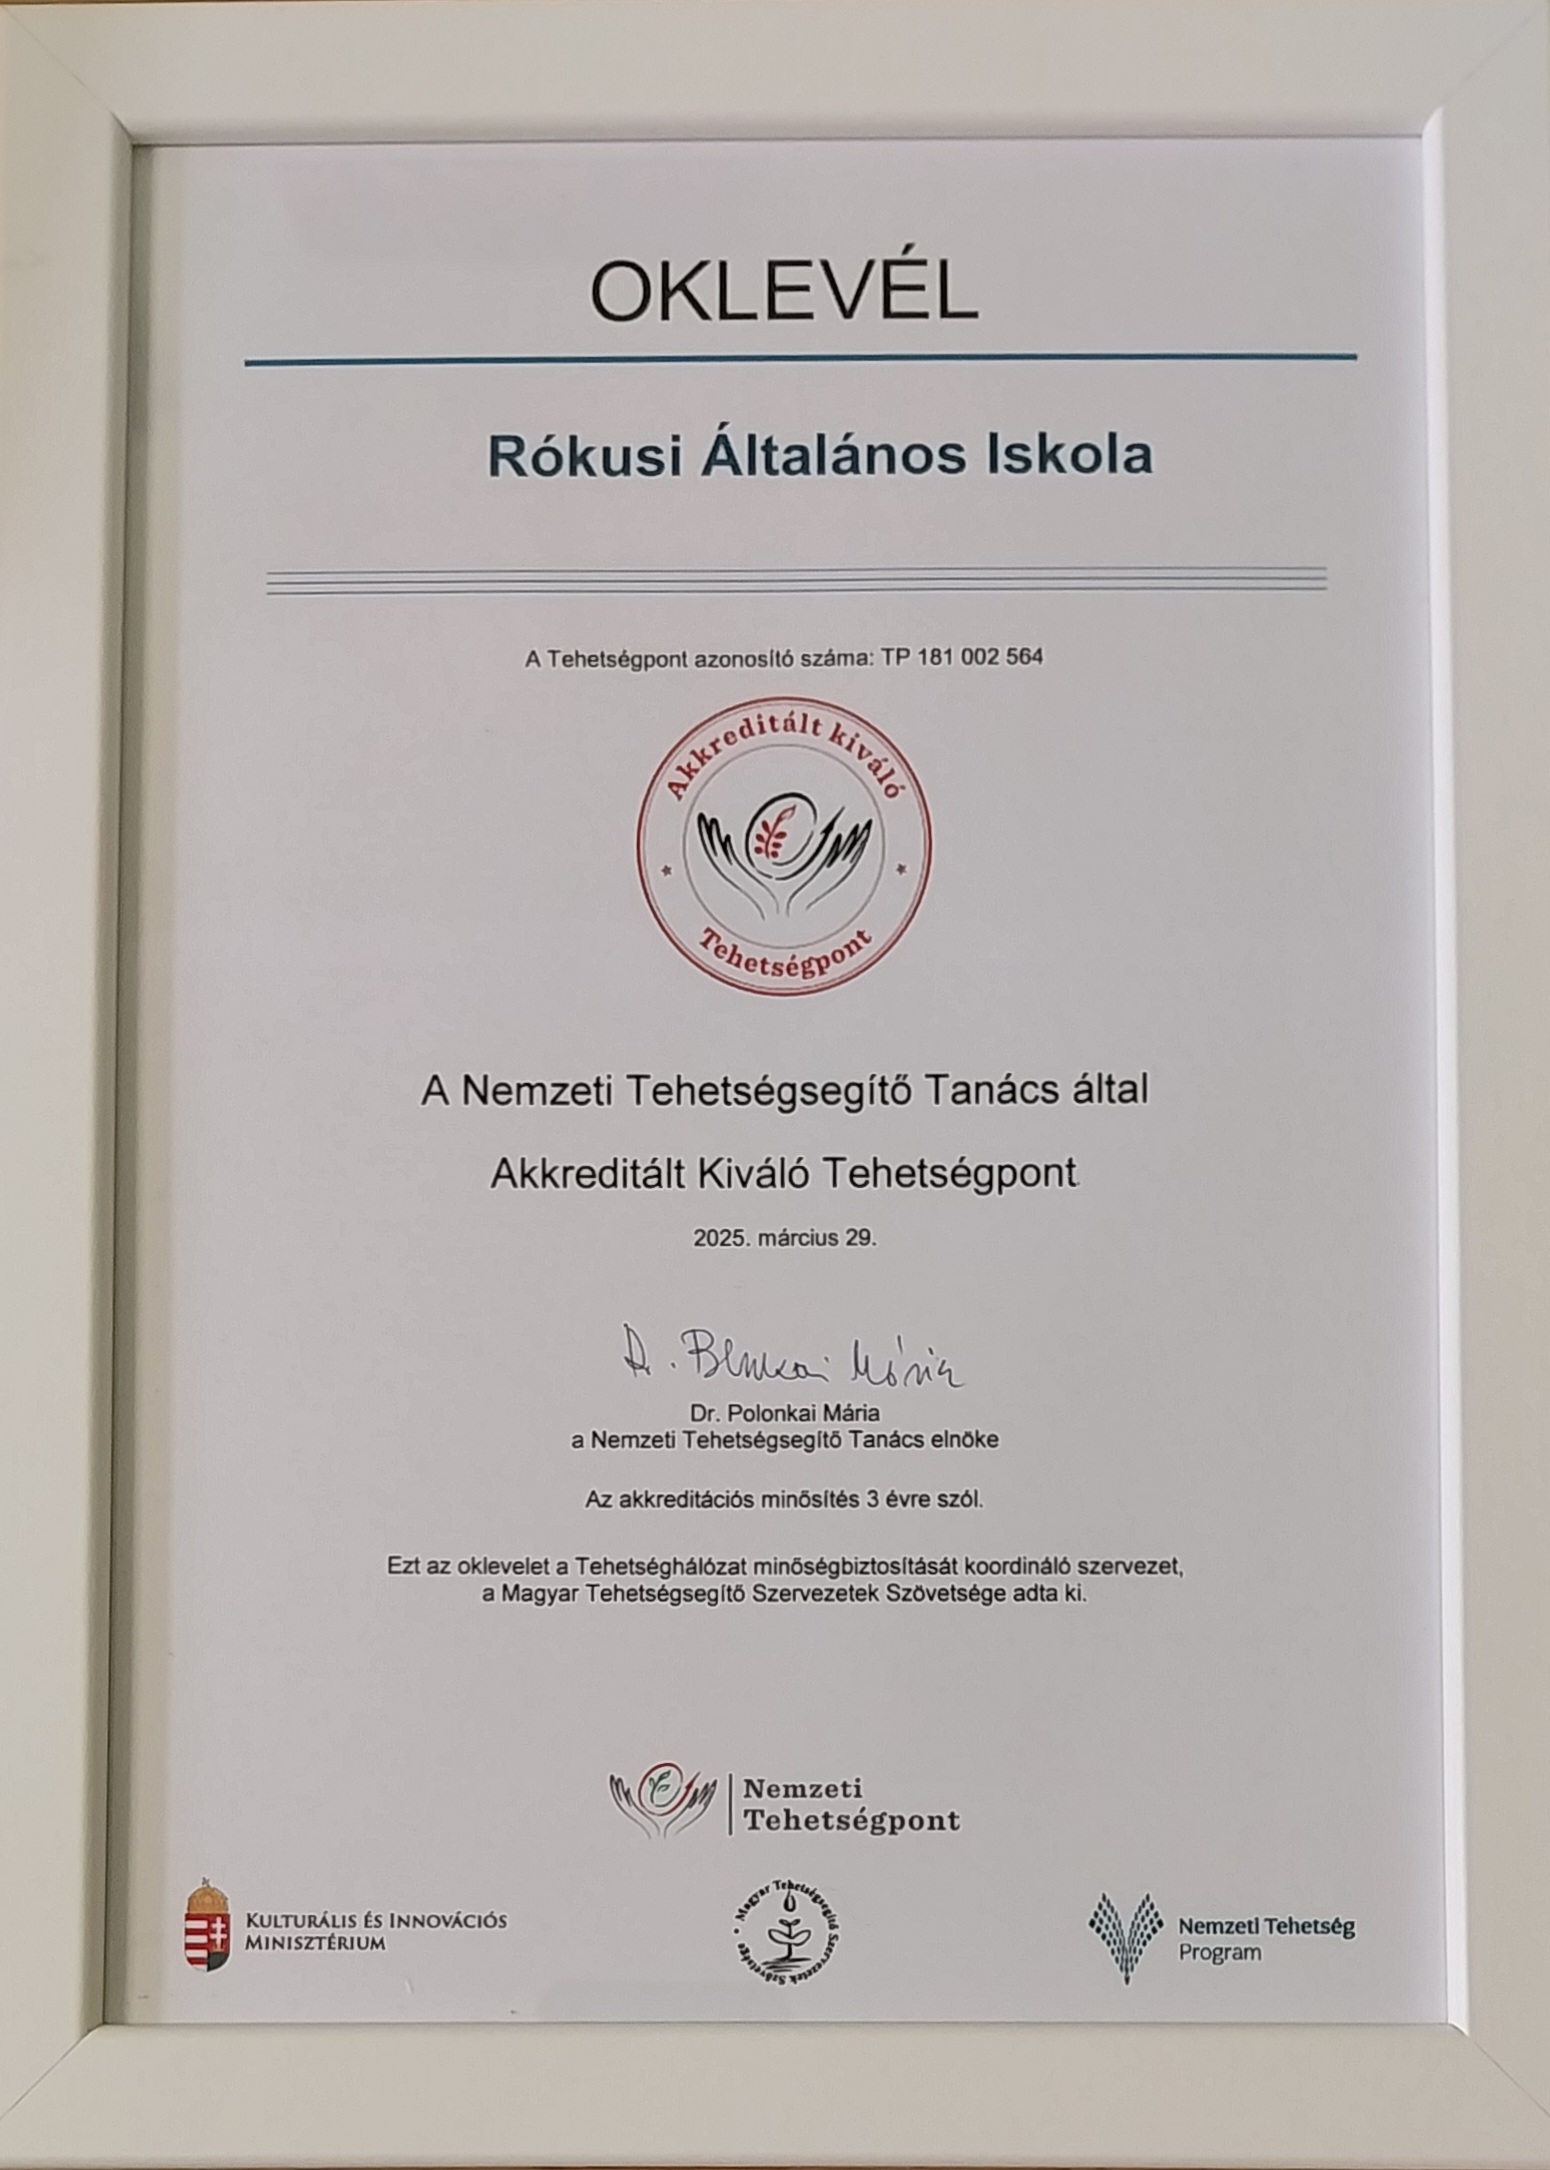 OKLEVÉL
Rókusi Általános Iskola
A Tehetségpont azonosító száma: TP 181 002 564
Akkreditált kiváló
Tehetségpont
A Nemzeti Tehetségsegítő Tanács által
Akkreditált Kiváló Tehetségpont
2025. március 29.
Dr. Polonkai Mária
a Nemzeti Tehetségsegítő Tanács elnöke
Az akkreditációs minősítés 3 évre szól.
Ezt az oklevelet a Tehetséghálózat minőségbiztosítását koordináló szervezet,
a Magyar Tehetségsegítő Szervezetek Szövetsége adta ki.
Nemzeti
Tehetségpont
KULTURÁLIS ÉS INNOVÁCIÓS
MINISZTÉRIUM
Magyar Tehetségsegítő Szervezetek Szövetsége
Nemzeti Tehetség
Program